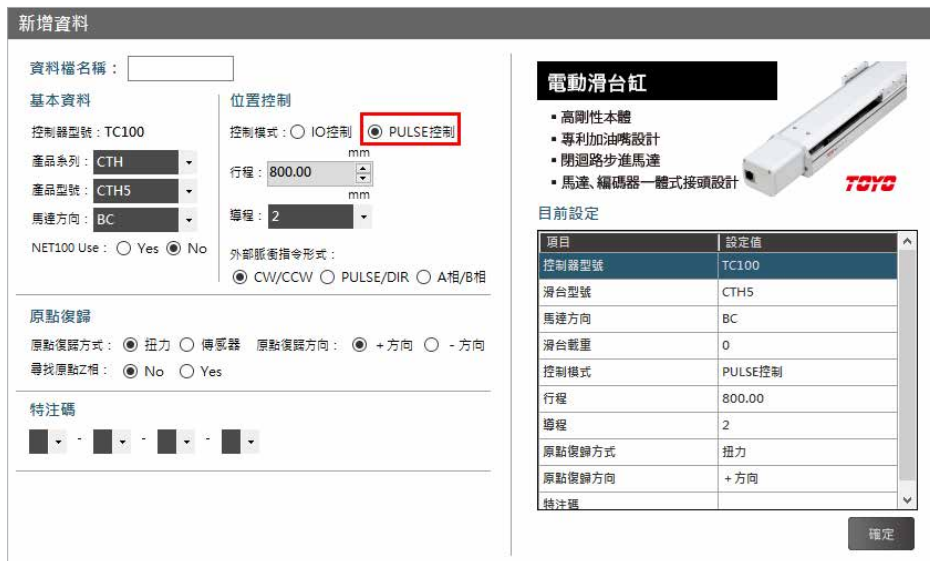 新增資料
資料檔名稱：
基本資料
控制器型號：TC100
產品系列：CTH
產品型號：CTH5
馬達方向：BC
NET100 Use： Yes No
位置控制
控制模式： IO控制 PULSE控制
mm
行程：800.00
mm
導程：2
外部脈衝指令形式：
CW/CCW PULSE/DIR A相/B相
原點復歸
原點復歸方式： 扭力 傳感器 原點復歸方向： +方向 -方向
尋找原點Z相： No Yes
特注碼
- - -
電動滑台缸
▪ 高剛性本體
▪ 專利加油嘴設計
▪ 閉迴路步進馬達
▪ 馬達、編碼器一體式接頭設計
TOYO
目前設定
項目 設定值
控制器型號 TC100
滑台型號 CTH5
馬達方向 BC
滑台載重 0
控制模式 PULSE控制
行程 800.00
導程 2
原點復歸方式 扭力
原點復歸方向 +方向
特注碼
確定